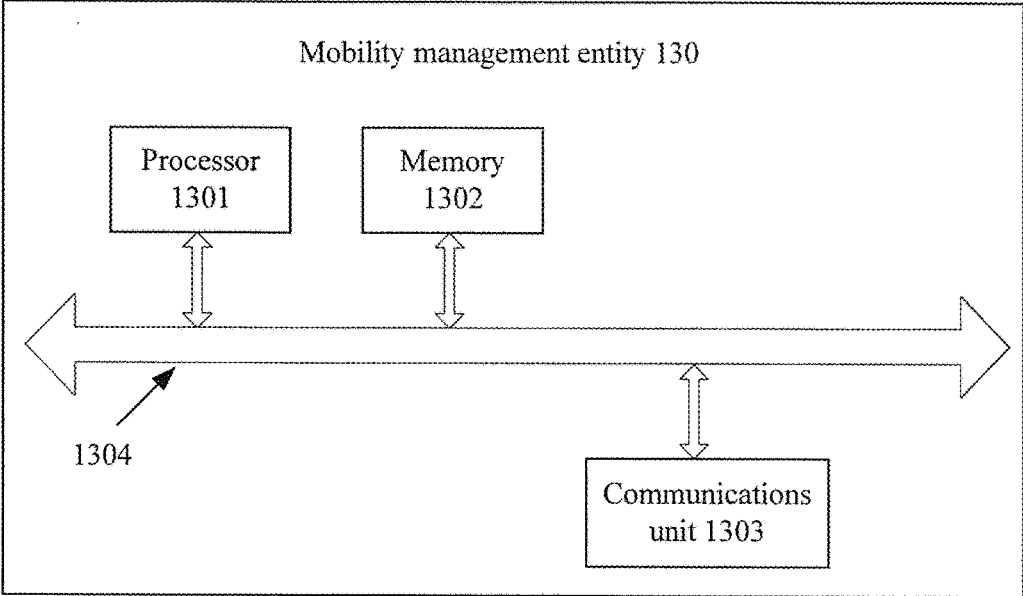 Mobility management entity 130
Processor
1301
Memory
1302
1304
Communications
unit 1303